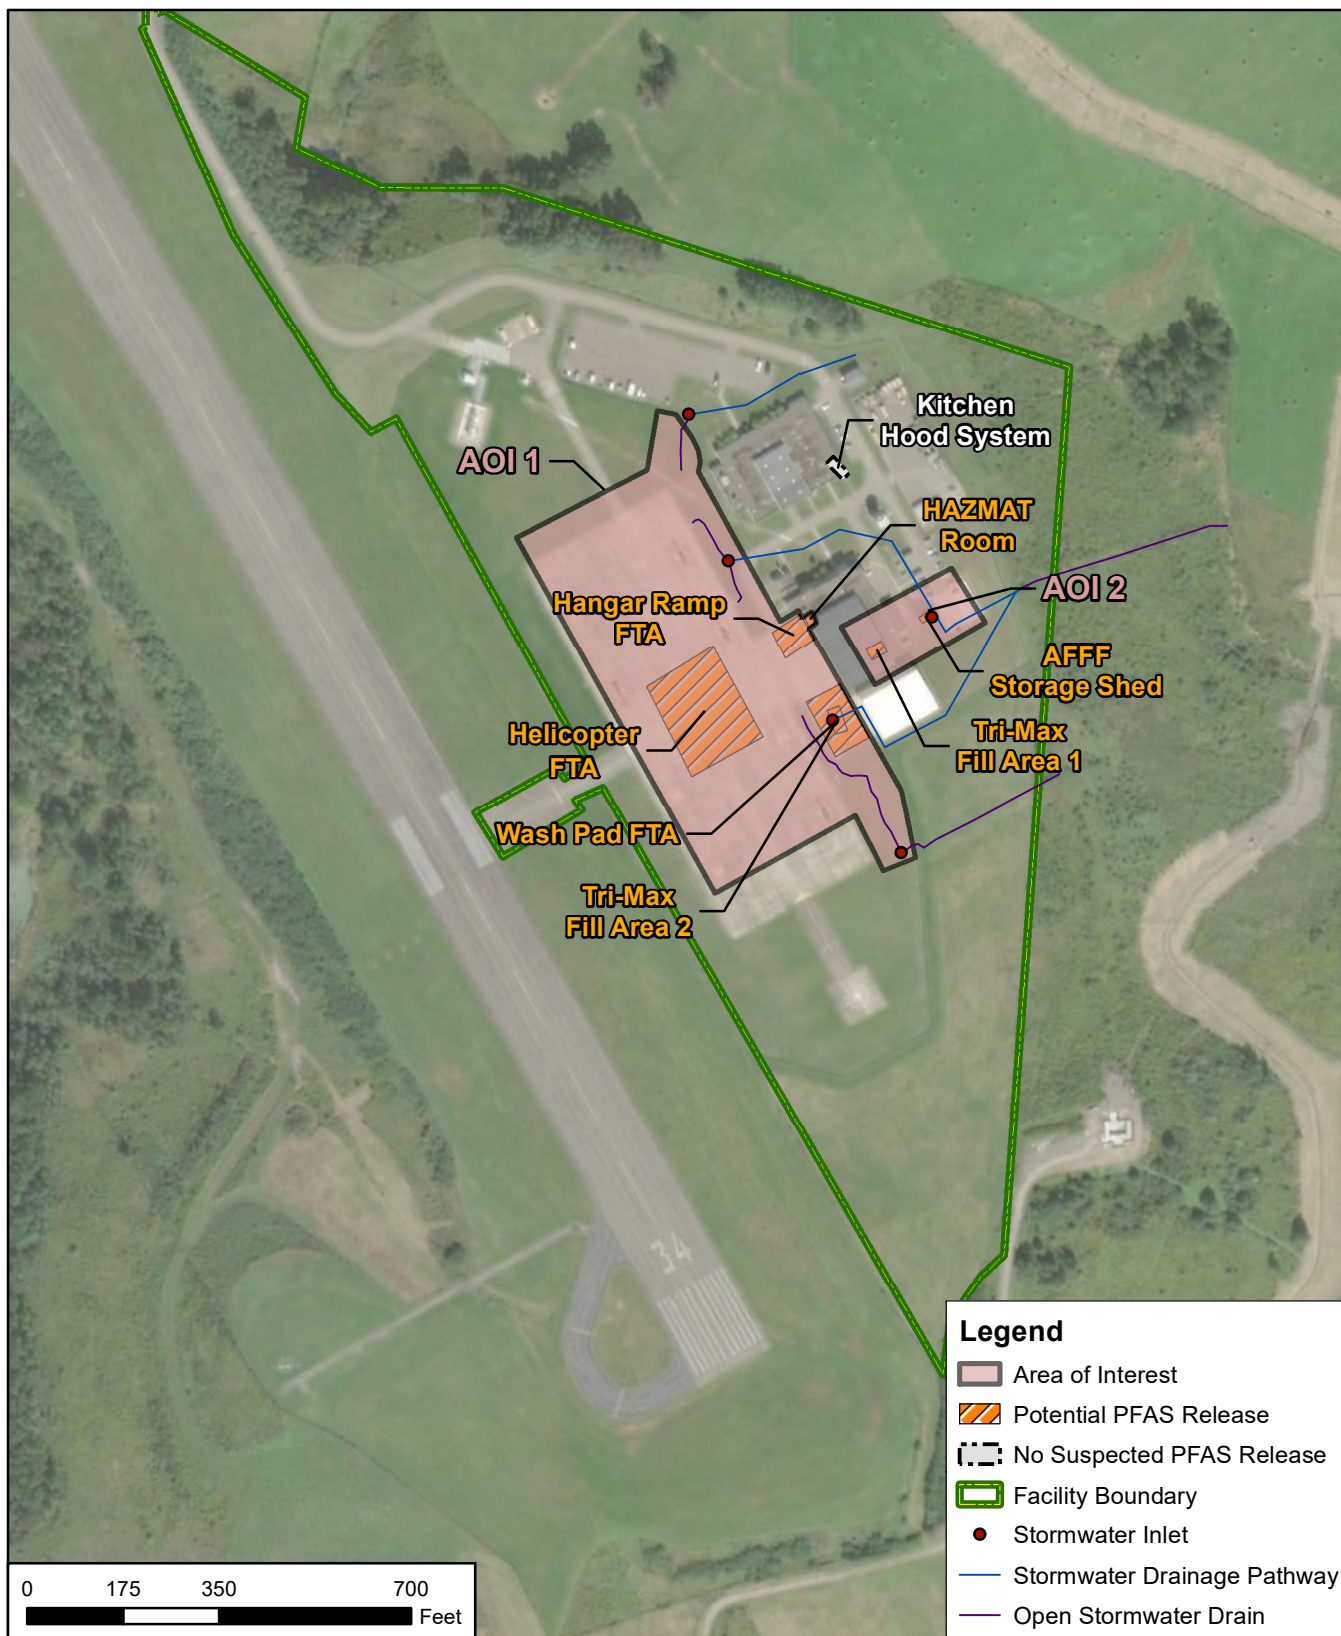 Kitchen
Hood System
AOI 1
HAZMAT
Room
AOI 2
Hangar Ramp
FTA
AFFF
Storage Shed
Helicopter
FTA
Tri-Max
Fill Area 1
Wash Pad FTA
Tri-Max
Fill Area 2
34
Legend
Area of Interest
Potential PFAS Release
No Suspected PFAS Release
Facility Boundary
Stormwater Inlet
Stormwater Drainage Pathway
Open Stormwater Drain
0 175 350 700
Feet